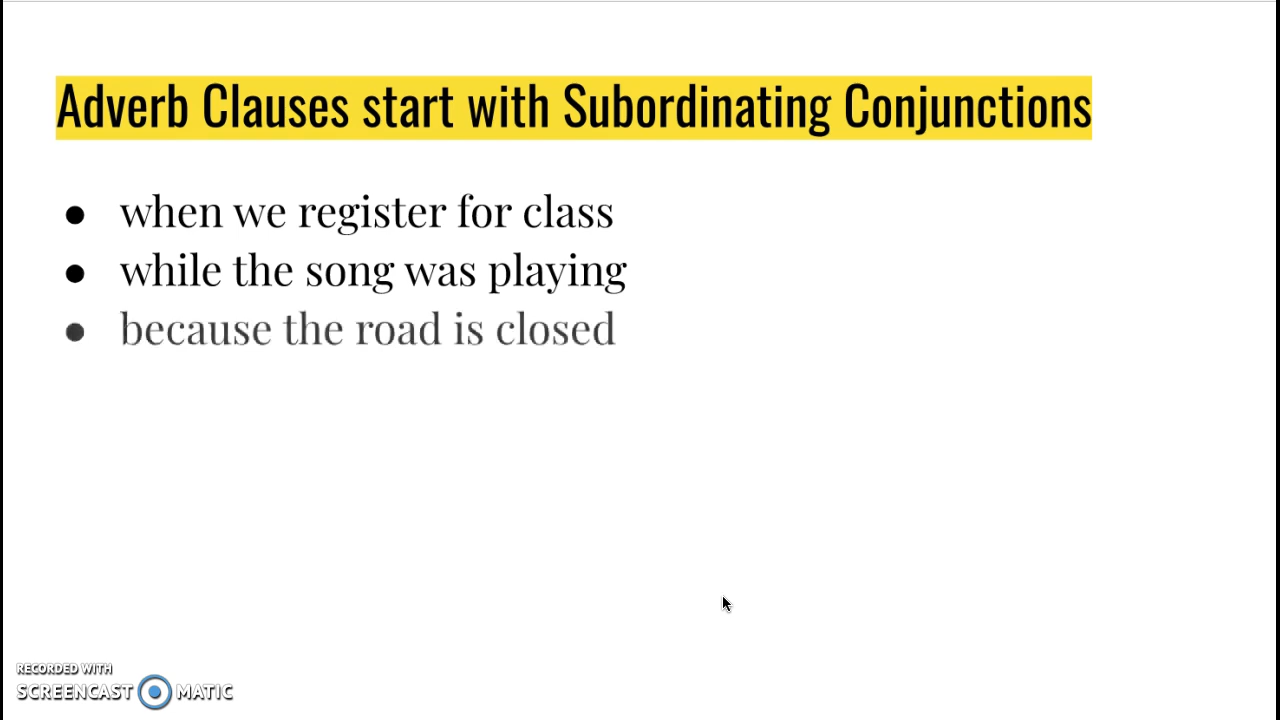 Adverb Clauses start with Subordinating Conjunctions
● when we register for class
● while the song was playing
● because the road is closed
RECORDED WITH
SCREENCAST MATIC